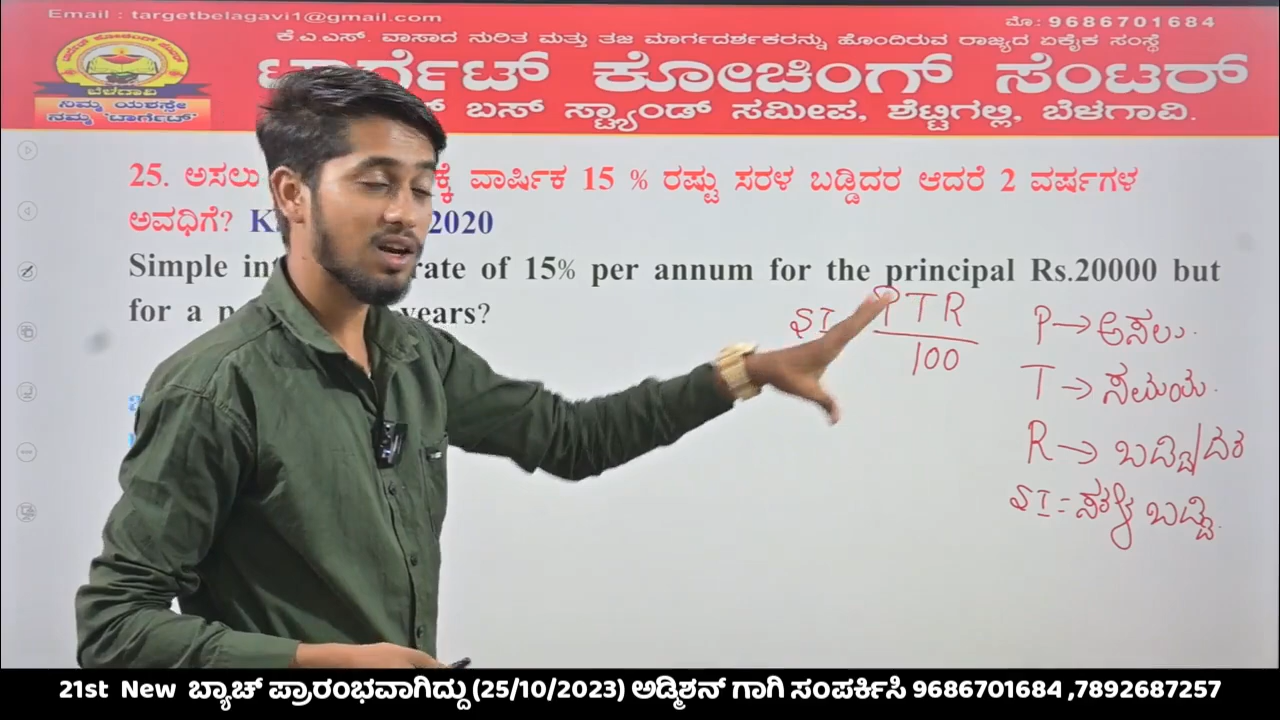 Email : targetbelagavi1@gmail.com
ಮೊ: 9686701684
ಕೆ.ಎ.ಎಸ್. ಪಾಸಾದ ನುರಿತ ಮತ್ತು ತಜ್ಞ ಮಾರ್ಗದರ್ಶಕರನ್ನು ಹೊಂದಿರುವ ರಾಜ್ಯದ ಏಕೈಕ ಸಂಸ್ಥೆ
ಟಾರ್ಗೆಟ್ ಕೋಚಿಂಗ್ ಸೆಂಟರ್
ಬಸ್ ಸ್ಟ್ಯಾಂಡ್ ಸಮೀಪ, ಶೆಟ್ಟಿಗಲ್ಲಿ, ಬೆಳಗಾವಿ.
ಟಾರ್ಗೆಟ್ ಕೋಚಿಂಗ್ ಸೆಂಟರ್
ಬೆಳಗಾವಿ
ನಿಮ್ಮ ಯಶಸ್ಸೇ
ನಮ್ಮ 'ಟಾರ್ಗೆಟ್'
25. ಅಸಲು ವಾರ್ಷಿಕ 15 % ರಷ್ಟು ಸರಳ ಬಡ್ಡಿದರ ಆದರೆ 2 ವರ್ಷಗಳ
ಅವಧಿಗೆ? 2020
Simple rate of 15% per annum for the principal Rs.20000 but
for a years?
SI PTR
100
P→ಅಸಲು.
T→ಸಮಯ.
R→ಬಡ್ಡಿ/ದರ
SI=ಸರಳ ಬಡ್ಡಿ.
21st New ಬ್ಯಾಚ್ ಪ್ರಾರಂಭವಾಗಿದ್ದು (25/10/2023) ಅಡ್ಮಿಶನ್ ಗಾಗಿ ಸಂಪರ್ಕಿಸಿ 9686701684 ,7892687257